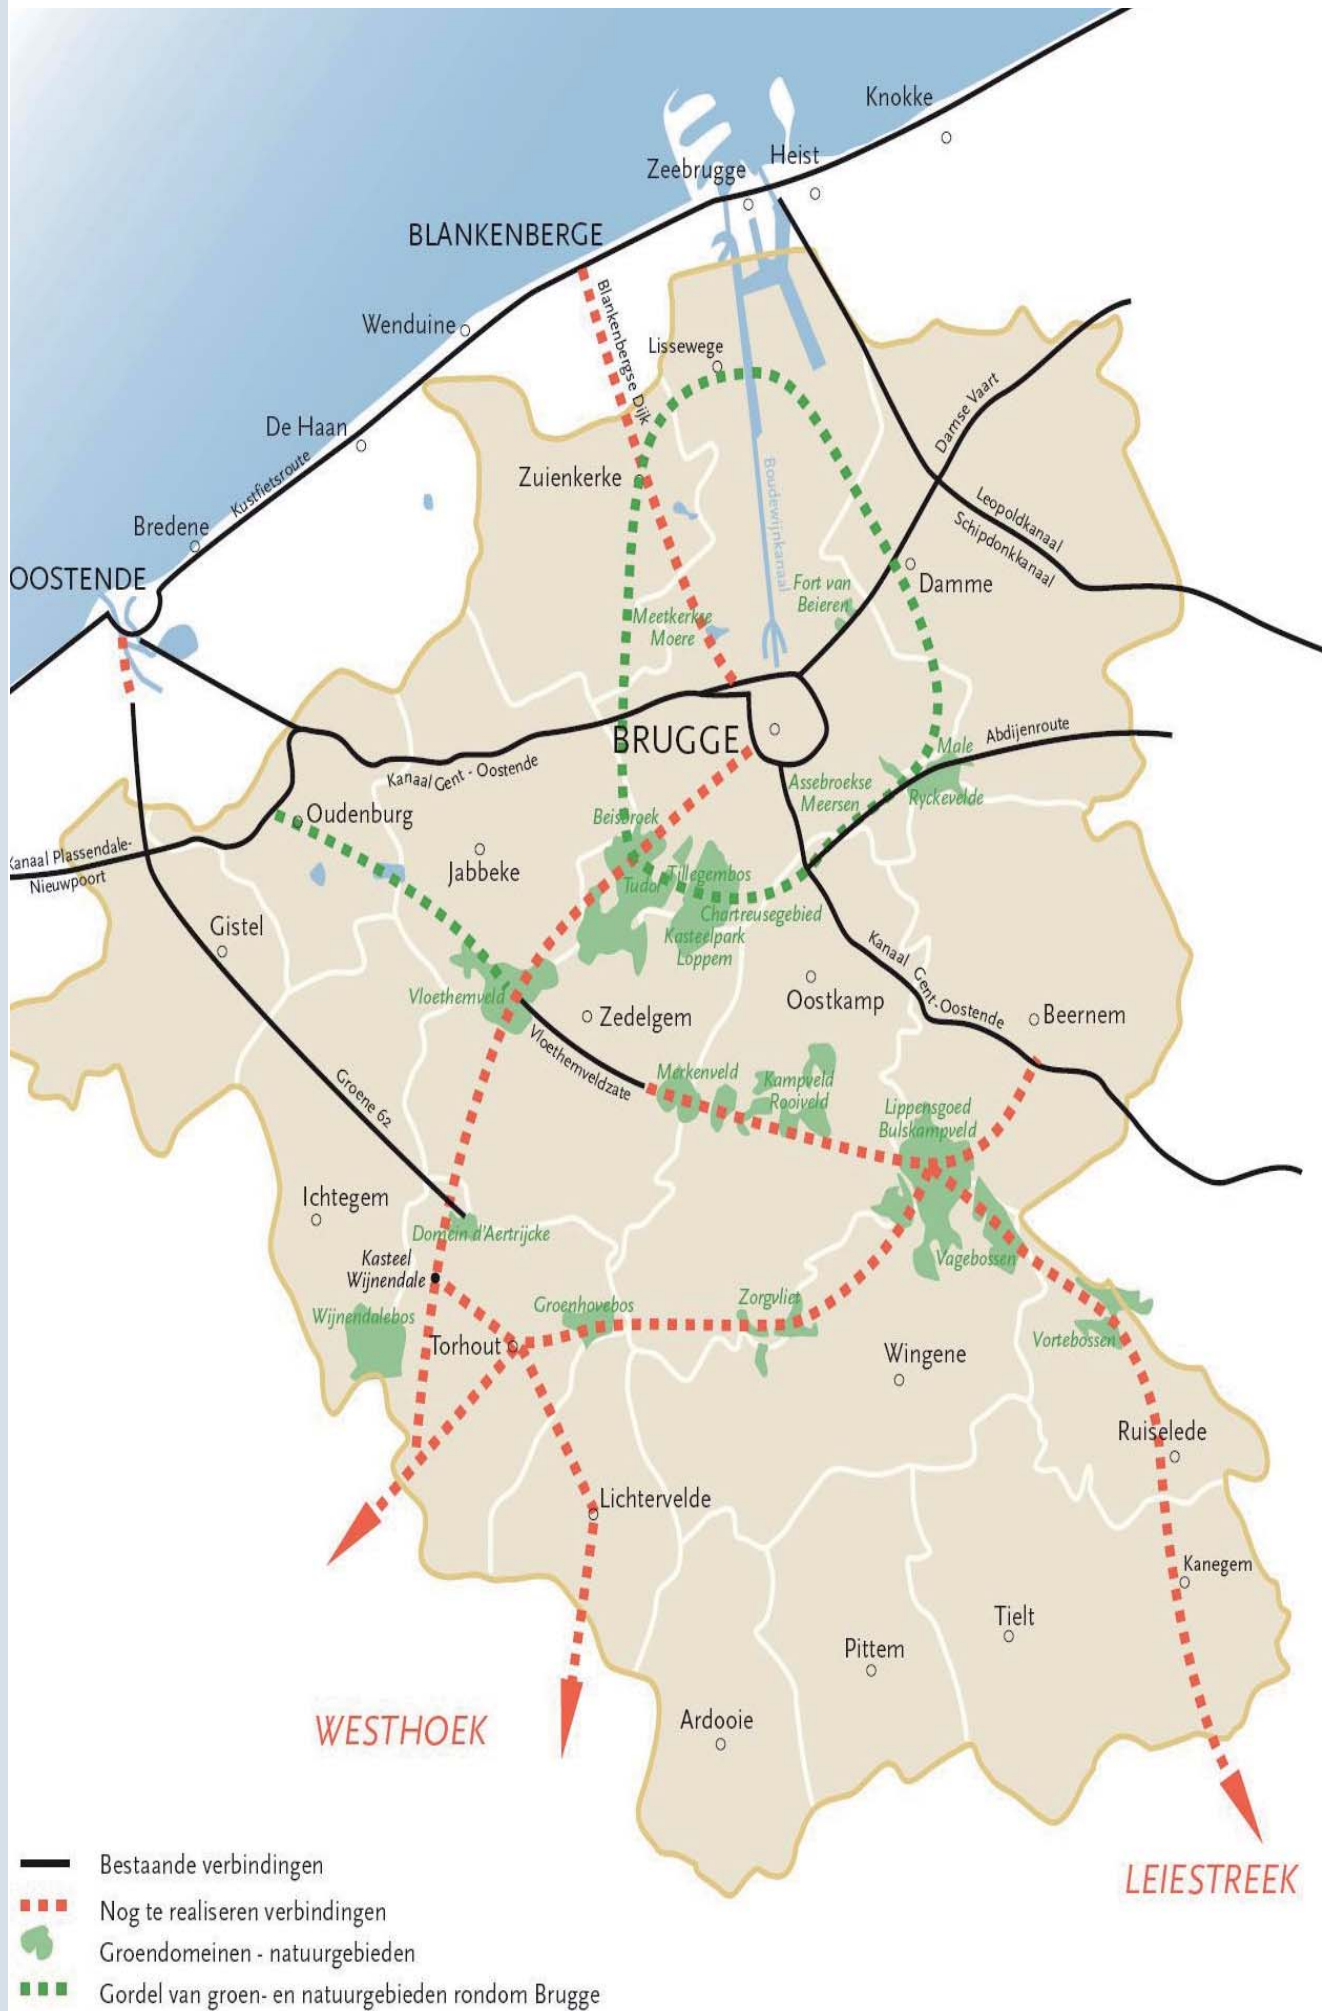 Knokke
Heist
Zeebrugge
BLANKENBERGE
Blankenbergse Dijk
Wenduine
Lissewege
De Haan
Kustfietsroute
Damse Vaart
Zuienkerke
Boudewijnkanaal
Leopoldkanaal
Schipdonkkanaal
Bredene
OOSTENDE
Fort van
Beieren
Damme
Meetkerkse
Moere
BRUGGE
Abdijenroute
Male
Kanaal Gent - Oostende
Assebroekse
Meersen
Ryckevelde
Beisbroek
Oudenburg
Kanaal Plassendale-
Nieuwpoort
Jabbeke
Tudor
Tillegembos
Chartreusegebied
Kasteelpark
Loppem
Gistel
Kanaal Gent-Oostende
Vloethemveld
Oostkamp
Zedelgem
Beernem
Vloethemveldzate
Merkenveld
Kampveld
Rooiveld
Groene 62
Lippensgoed
Bulskampveld
Ichtegem
Domein d'Aertrijcke
Kasteel
Wijnendale
Vagebossen
Wijnendalebos
Groenhovebos
Zorgvliet
Torhout
Vortebossen
Wingene
Ruiselede
Lichtervelde
Kanegem
Tielt
Pittem
Ardooie
WESTHOEK
LEIESTREEK
Bestaande verbindingen
Nog te realiseren verbindingen
Groendomeinen - natuurgebieden
Gordel van groen- en natuurgebieden rondom Brugge